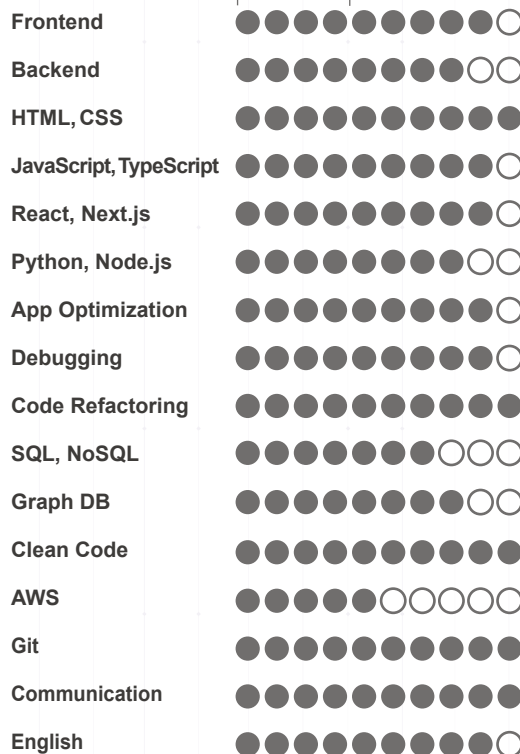 Frontend
Backend
HTML, CSS
JavaScript, TypeScript
React, Next.js
Python, Node.js
App Optimization
Debugging
Code Refactoring
SQL, NoSQL
Graph DB
Clean Code
AWS
Git
Communication
English